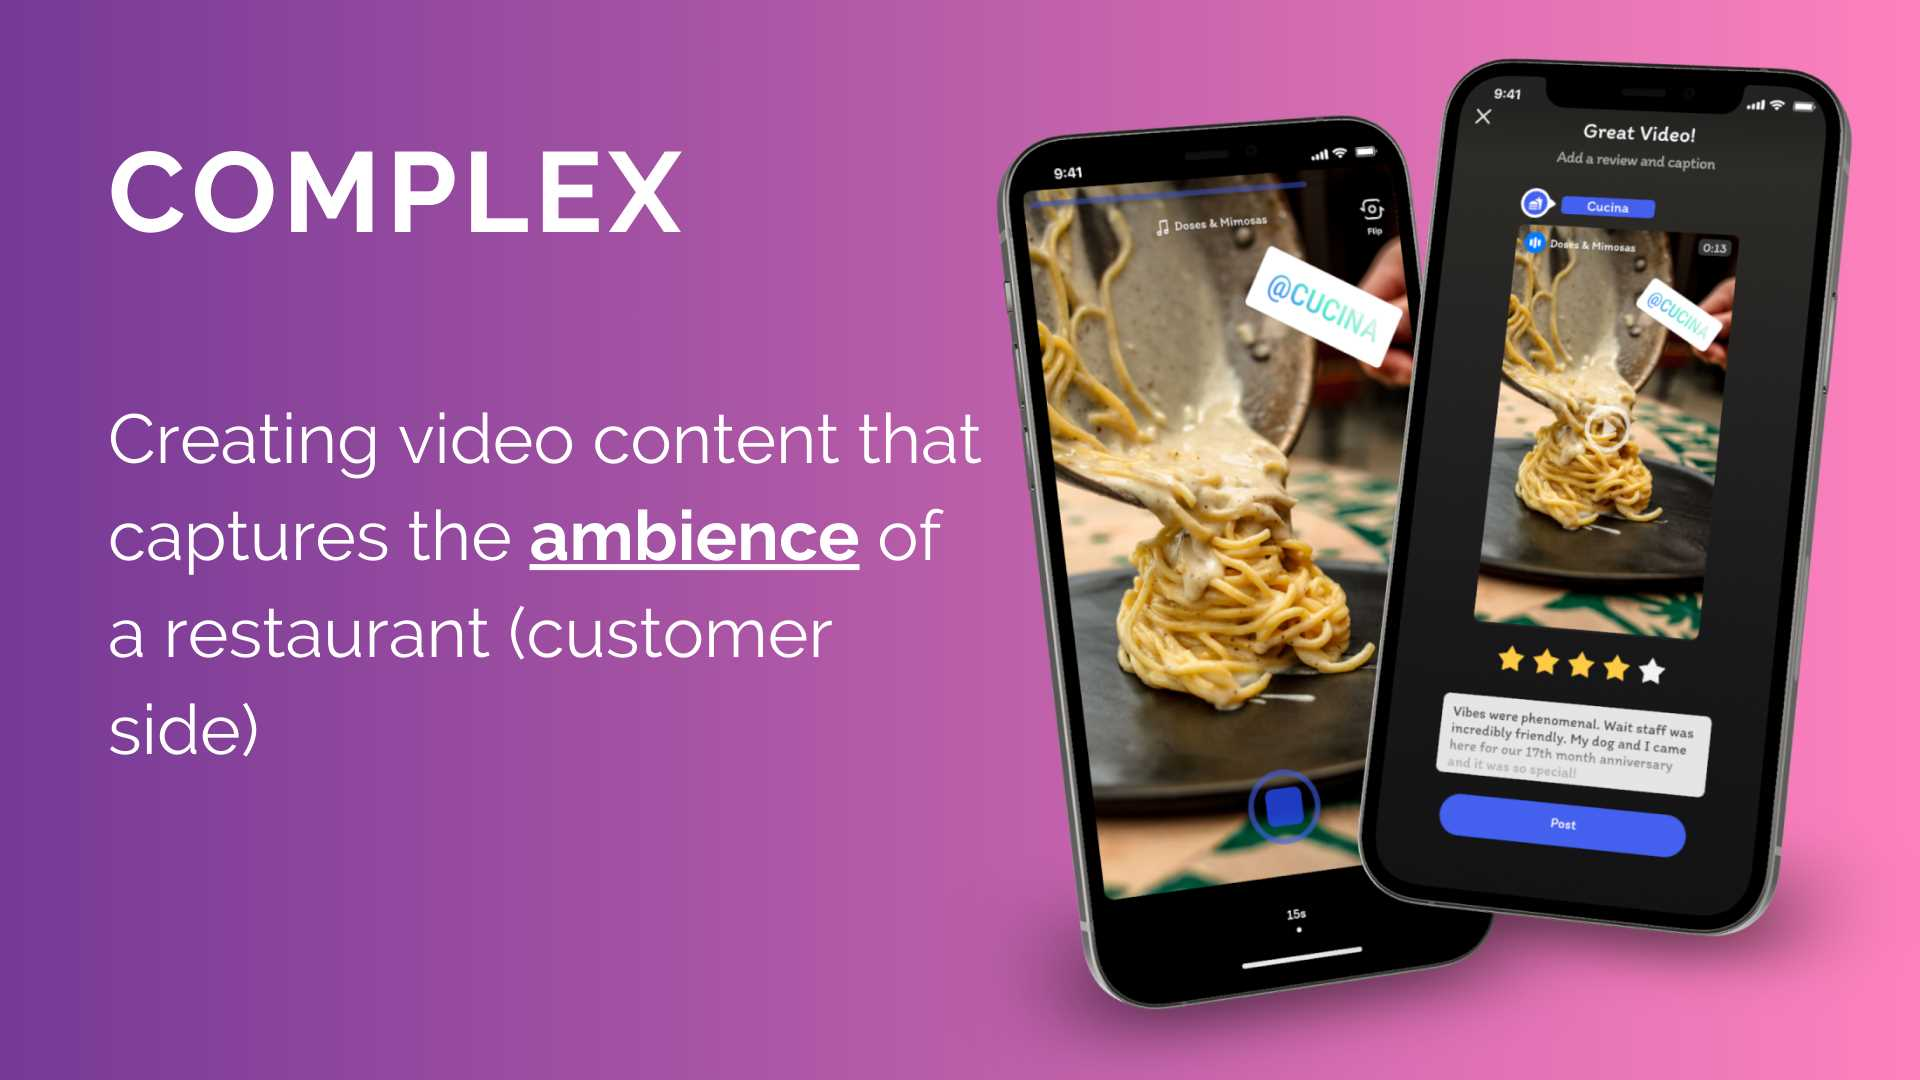 COMPLEX
Creating video content that
captures the ambience of
a restaurant (customer
side)
9:41
Doses & Mimosas
Flip
@CUCINA
15s
9:41
Great Video!
Add a review and caption
Cucina
Doses & Mimosas
0:13
@CUCINA
Vibes were phenomenal. Wait staff was
incredibly friendly. My dog and I came
here for our 17th month anniversary
and it was so special!
Post